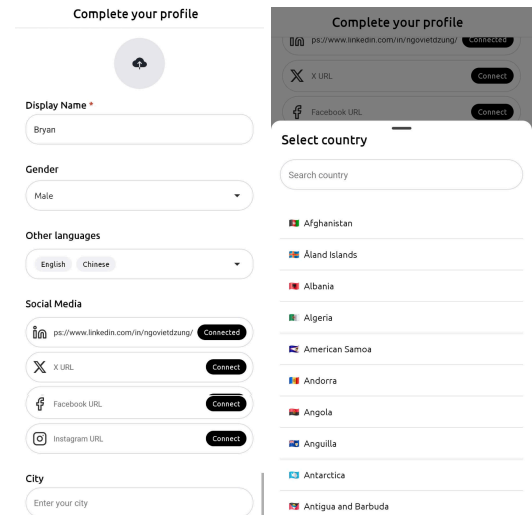 Complete your profile
Display Name *
Bryan
Gender
Male
Other languages
English Chinese
Social Media
in ps://www.linkedin.com/in/ngovietdzung/ Connected
X URL Connect
Facebook URL Connect
Instagram URL Connect
City
Enter your city
Complete your profile
in ps://www.linkedin.com/in/ngovietdzung/ Connected
X URL Connect
Facebook URL Connect
Select country
Search country
Afghanistan
Åland Islands
Albania
Algeria
American Samoa
Andorra
Angola
Anguilla
Antarctica
Antigua and Barbuda